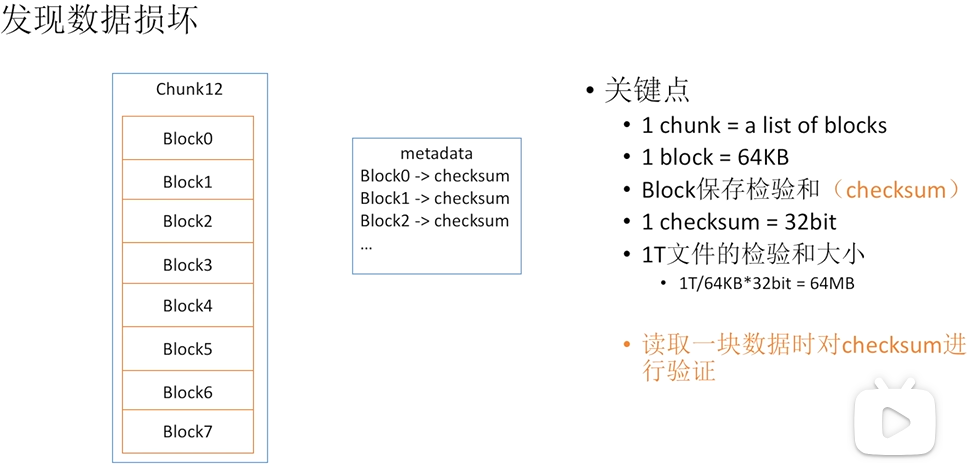 发现数据损坏
Chunk12
Block0
Block1
Block2
Block3
Block4
Block5
Block6
Block7
metadata
Block0 -> checksum
Block1 -> checksum
Block2 -> checksum
...
• 关键点
• 1 chunk = a list of blocks
• 1 block = 64KB
• Block保存检验和（checksum）
• 1 checksum = 32bit
• 1T文件的检验和大小
• 1T/64KB*32bit = 64MB
• 读取一块数据时对checksum进
行验证